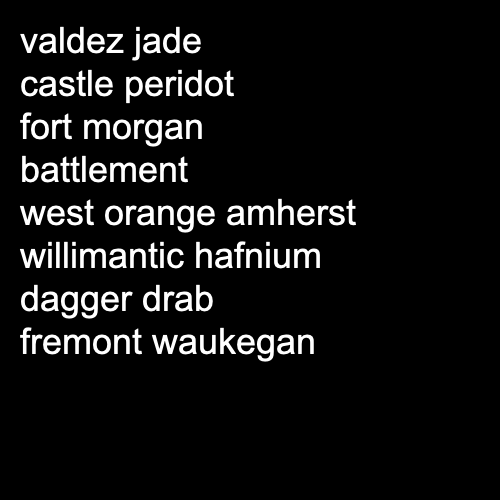 valdez jade
castle peridot
fort morgan
battlement
west orange amherst
willimantic hafnium
dagger drab
fremont waukegan